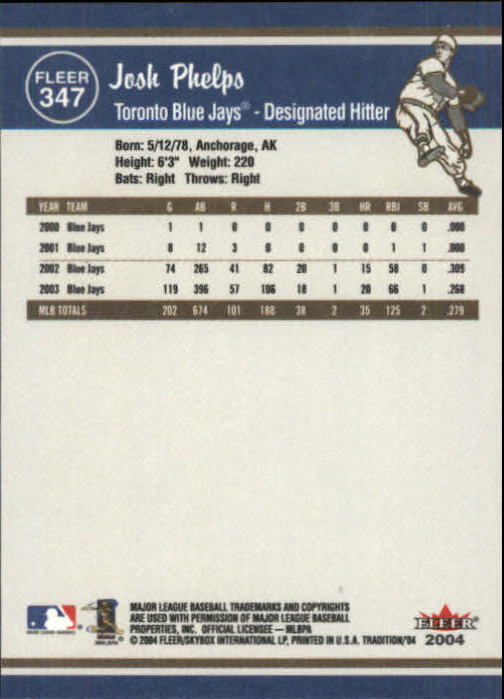 FLEER
347
Josh Phelps
Toronto Blue Jays® - Designated Hitter
Born: 5/12/78, Anchorage, AK
Height: 6'3" Weight: 220
Bats: Right Throws: Right
YEAR TEAM G AB R H 2B 3B HR RBI SB AVG
2000 Blue Jays 1 1 0 0 0 0 0 0 0 .000
2001 Blue Jays 8 12 3 0 0 0 0 1 1 .000
2002 Blue Jays 74 265 41 82 20 1 15 58 0 .309
2003 Blue Jays 119 396 57 106 18 1 20 66 1 .268
MLB TOTALS 202 674 101 188 38 2 35 125 2 .279
MAJOR LEAGUE BASEBALL TRADEMARKS AND COPYRIGHTS
ARE USED WITH PERMISSION OF MAJOR LEAGUE BASEBALL
PROPERTIES, INC. OFFICIAL LICENSEE — MLBPA
© 2004 FLEER/SKYBOX INTERNATIONAL LP, PRINTED IN U.S.A. TRADITION/'04
FLEER
2004